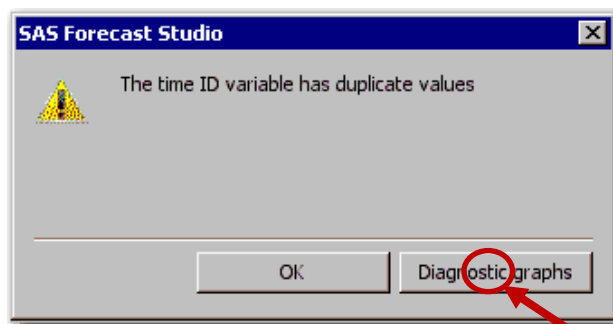 SAS Forecast Studio
The time ID variable has duplicate values
OK
Diagnostic graphs